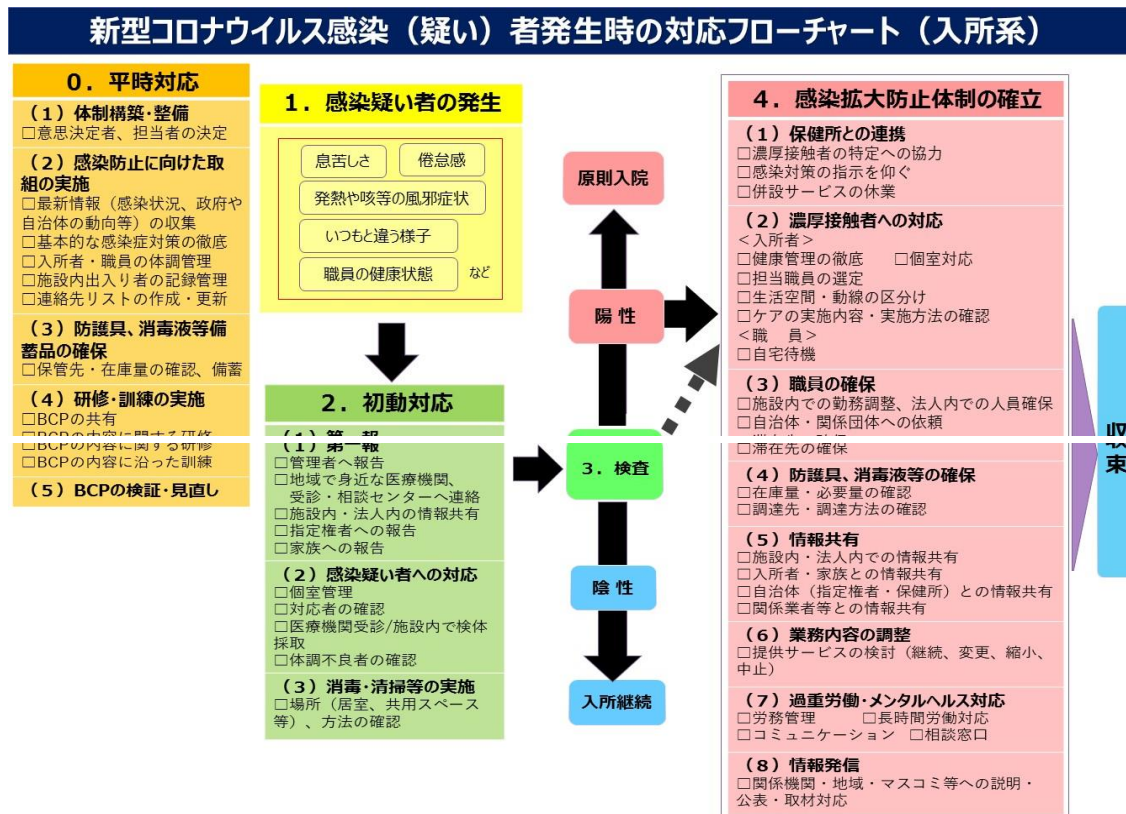 新型コロナウイルス感染（疑い）者発生時の対応フローチャート（入所系）
０．平時対応
（１）体制構築・整備
□意思決定者、担当者の決定
（２）感染防止に向けた取
組の実施
□最新情報（感染状況、政府や
自治体の動向等）の収集
□基本的な感染症対策の徹底
□入所者・職員の体調管理
□施設内出入り者の記録管理
□連絡先リストの作成・更新
（３）防護具、消毒液等備
蓄品の確保
□保管先・在庫量の確認、備蓄
（４）研修・訓練の実施
□BCPの共有
□BCPの内容に関する研修
□BCPの内容に沿った訓練
（５）BCPの検証・見直し
１．感染疑い者の発生
息苦しさ
倦怠感
発熱や咳等の風邪症状
いつもと違う様子
職員の健康状態
など
２．初動対応
（１）第一報
□管理者へ報告
□地域で身近な医療機関、
受診・相談センターへ連絡
□施設内・法人内の情報共有
□指定権者への報告
□家族への報告
（２）感染疑い者への対応
□個室管理
□対応者の確認
□医療機関受診/施設内で検体
採取
□体調不良者の確認
（３）消毒・清掃等の実施
□場所（居室、共用スペース
等）、方法の確認
原則入院
陽 性
３．検査
陰 性
入所継続
４．感染拡大防止体制の確立
（１）保健所との連携
□濃厚接触者の特定への協力
□感染対策の指示を仰ぐ
□併設サービスの休業
（２）濃厚接触者への対応
＜入所者＞
□健康管理の徹底　□個室対応
□担当職員の選定
□生活空間・動線の区分け
□ケアの実施内容・実施方法の確認
＜職　員＞
□自宅待機
（３）職員の確保
□施設内での勤務調整、法人内での人員確保
□自治体・関係団体への依頼
□滞在先の確保
（４）防護具、消毒液等の確保
□在庫量・必要量の確認
□調達先・調達方法の確認
（５）情報共有
□施設内・法人内での情報共有
□入所者・家族との情報共有
□自治体（指定権者・保健所）との情報共有
□関係業者等との情報共有
（６）業務内容の調整
□提供サービスの検討（継続、変更、縮小、
中止）
（７）過重労働・メンタルヘルス対応
□労務管理　□長時間労働対応
□コミュニケーション　□相談窓口
（８）情報発信
□関係機関・地域・マスコミ等への説明・
公表・取材対応
収束